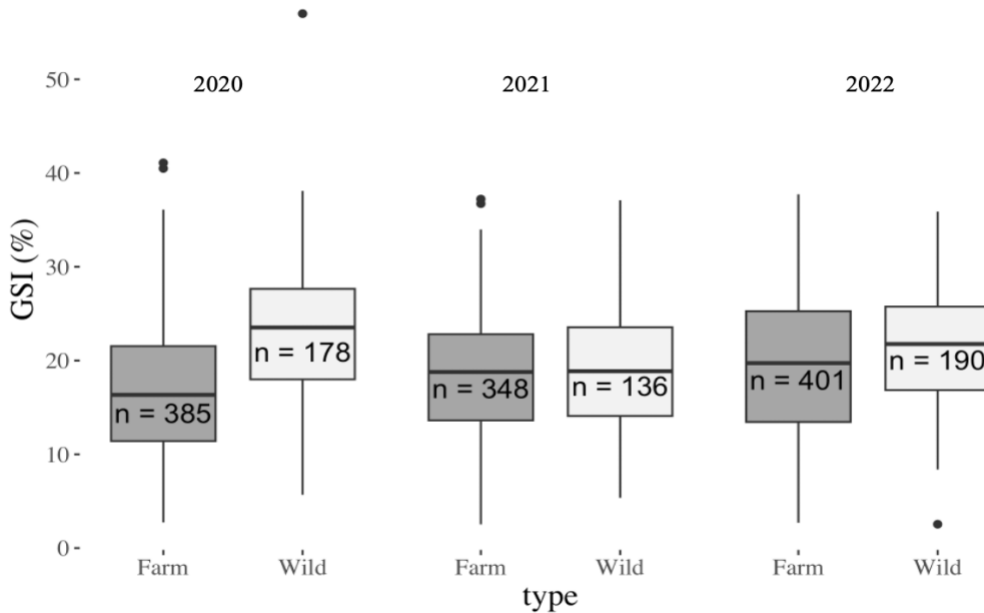 2020 2021 2022
50
40
30
20
10
0
GSI (%)
n = 385
n = 178
n = 348
n = 136
n = 401
n = 190
Farm Wild Farm Wild Farm Wild
type